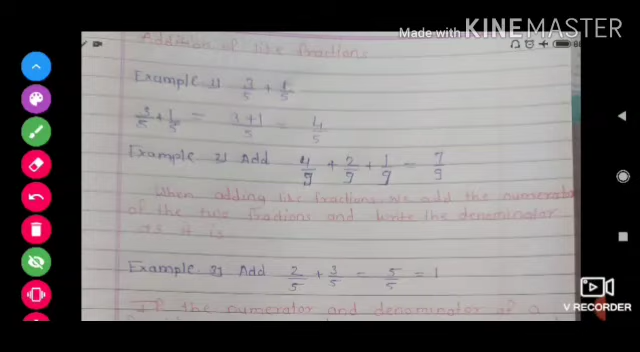 Made with KINEMASTER
Addition of like fractions
Example 1) 3/5 + 1/5
3/5 + 1/5 = 3+1/5 = 4/5
Example 2) Add 4/9 + 2/9 + 1/9 = 7/9
When adding like fractions we add the numerator
of the two fractions and write the denominator
as it is
Example 3) Add 2/5 + 3/5 = 5/5 = 1
If the numerator and denominator of a
V RECORDER